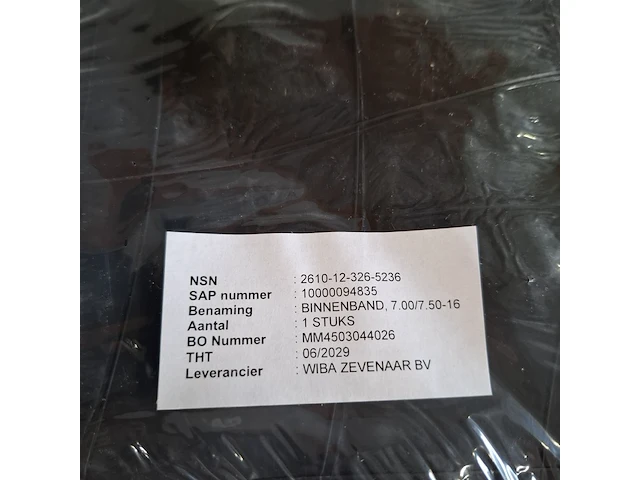 NSN : 2610-12-326-5236
SAP nummer : 10000094835
Benaming : BINNENBAND, 7.00/7.50-16
Aantal : 1 STUKS
BO Nummer : MM4503044026
THT : 06/2029
Leverancier : WIBA ZEVENAAR BV